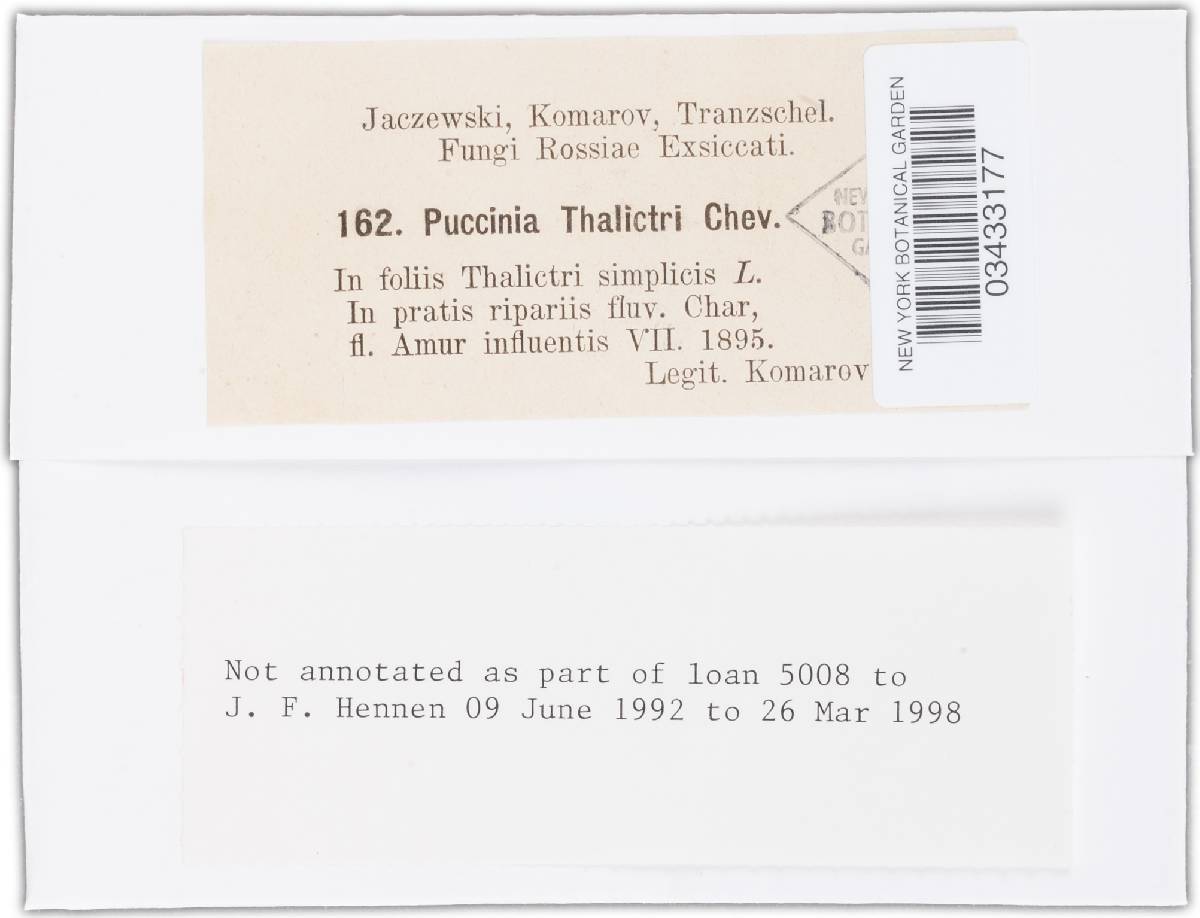 Jaczewski, Komarov, Tranzschel.
Fungi Rossiae Exsiccati.
162. Puccinia Thalictri Chev.
In foliis Thalictri simplicis L.
In pratis ripariis fluv. Char,
fl. Amur influentis VII. 1895.
Legit. Komarov
NEW YORK BOTANICAL GARDEN
03433177
Not annotated as part of loan 5008 to
J. F. Hennen 09 June 1992 to 26 Mar 1998